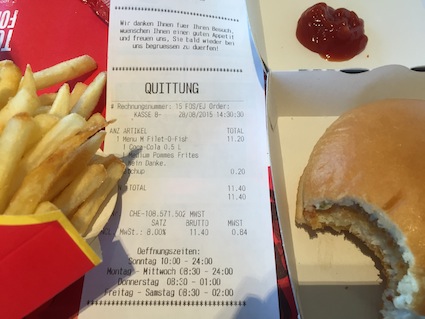 Wir danken Ihnen fuer Ihren Besuch,
wuenschen Ihnen einen guten Appetit
und freuen uns, Sie bald wieder bei
uns begruessen zu duerfen!
QUITTUNG
# Rechnungsnummer: 15 FOS/EJ Order:
KASSE 8- 28/08/2015 14:30:30
ANZ ARTIKEL TOTAL
1 Menu M Filet-O-Fish 11.20
1 Coca-Cola 0.5 L
1 Medium Pommes Frites
Nein Danke.
0.20
TOTAL 11.40
11.40
CHE-108.571.502 MWST
SATZ BRUTTO MWST
MwSt.= 8.00% 11.40 0.84
Oeffnungszeiten:
Sonntag 10:00 - 24:00
Montag - Mittwoch 08:30 - 24:00
Donnerstag 08:30 - 01:00
Freitag - Samstag 08:30 - 02:00